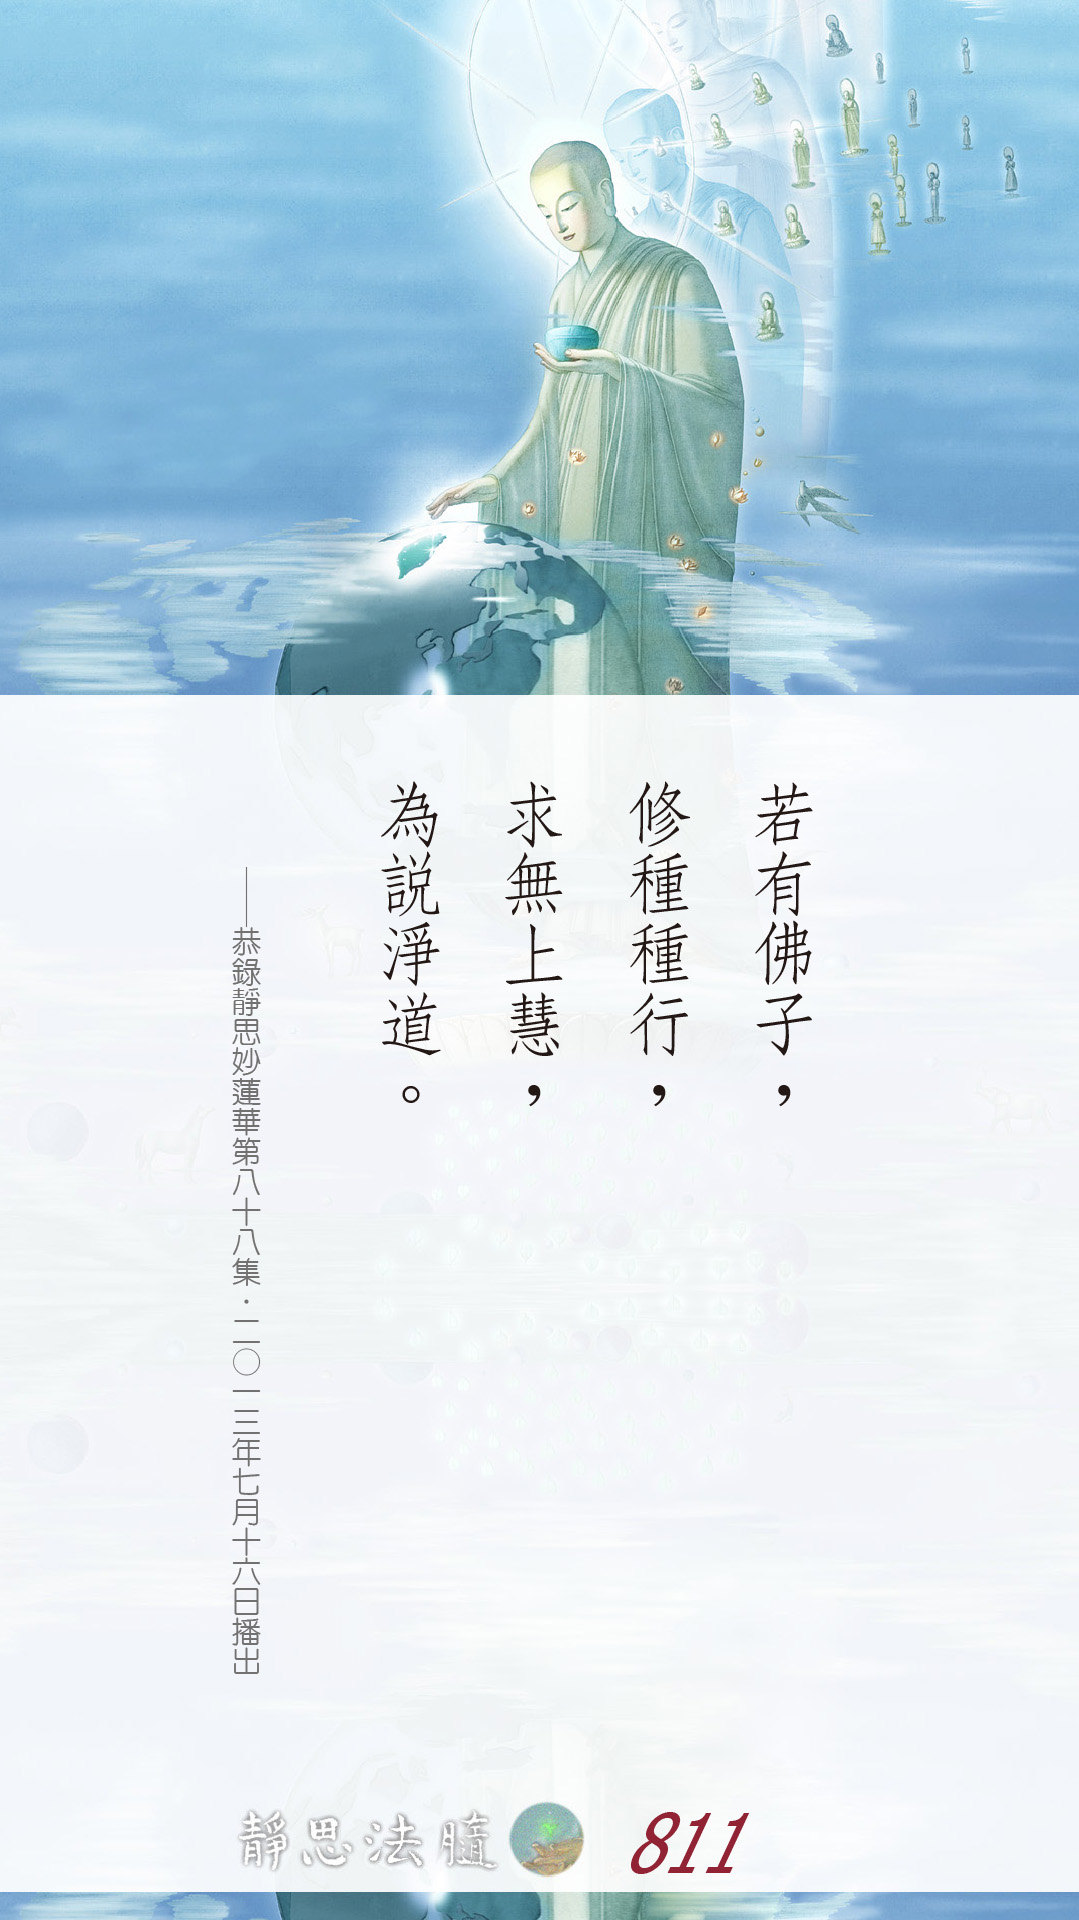 若有佛子，
修種種行，
求無上慧，
為説淨道。
——恭錄靜思妙蓮華第八十八集・二〇一三年七月十六日播出
靜思法髓
811